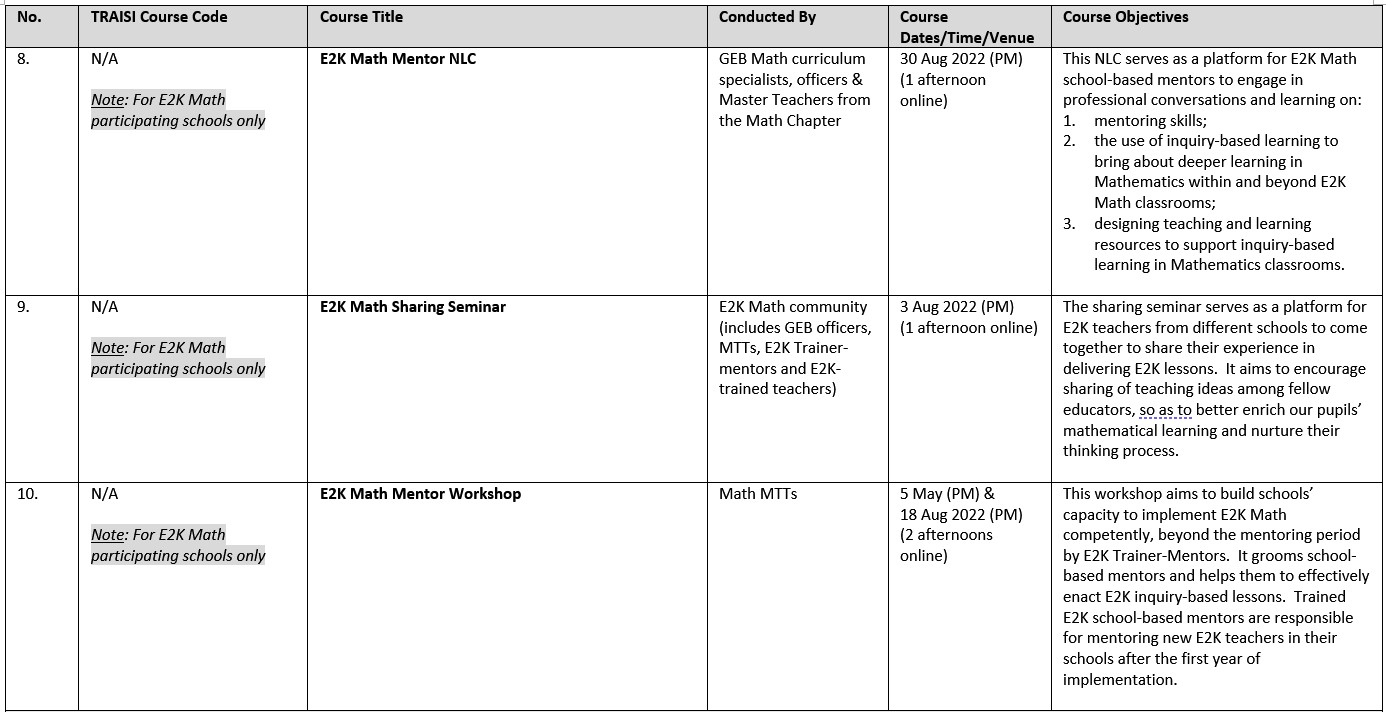 No.
TRAISI Course Code
Course Title
Conducted By
Course
Dates/Time/Venue
Course Objectives
8.
N/A
Note: For E2K Math
participating schools only
E2K Math Mentor NLC
GEB Math curriculum
specialists, officers &
Master Teachers from
the Math Chapter
30 Aug 2022 (PM)
(1 afternoon
online)
This NLC serves as a platform for E2K Math
school-based mentors to engage in
professional conversations and learning on:
1. mentoring skills;
2. the use of inquiry-based learning to
bring about deeper learning in
Mathematics within and beyond E2K
Math classrooms;
3. designing teaching and learning
resources to support inquiry-based
learning in Mathematics classrooms.
9.
N/A
Note: For E2K Math
participating schools only
E2K Math Sharing Seminar
E2K Math community
(includes GEB officers,
MTTs, E2K Trainer-
mentors and E2K-
trained teachers)
3 Aug 2022 (PM)
(1 afternoon online)
The sharing seminar serves as a platform for
E2K teachers from different schools to come
together to share their experience in
delivering E2K lessons. It aims to encourage
sharing of teaching ideas among fellow
educators, so as to better enrich our pupils’
mathematical learning and nurture their
thinking process.
10.
N/A
Note: For E2K Math
participating schools only
E2K Math Mentor Workshop
Math MTTs
5 May (PM) &
18 Aug 2022 (PM)
(2 afternoons
online)
This workshop aims to build schools’
capacity to implement E2K Math
competently, beyond the mentoring period
by E2K Trainer-Mentors. It grooms school-
based mentors and helps them to effectively
enact E2K inquiry-based lessons. Trained
E2K school-based mentors are responsible
for mentoring new E2K teachers in their
schools after the first year of
implementation.